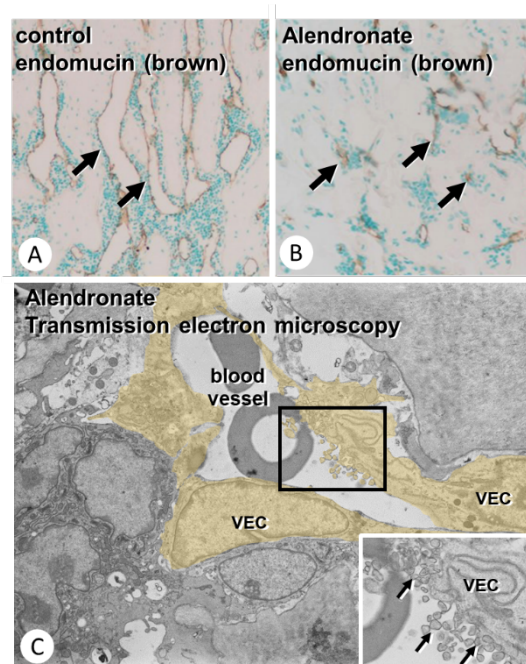 control
endomucin (brown)
A
Alendronate
endomucin (brown)
B
Alendronate
Transmission electron microscopy
blood
vessel
VEC
VEC
VEC
C